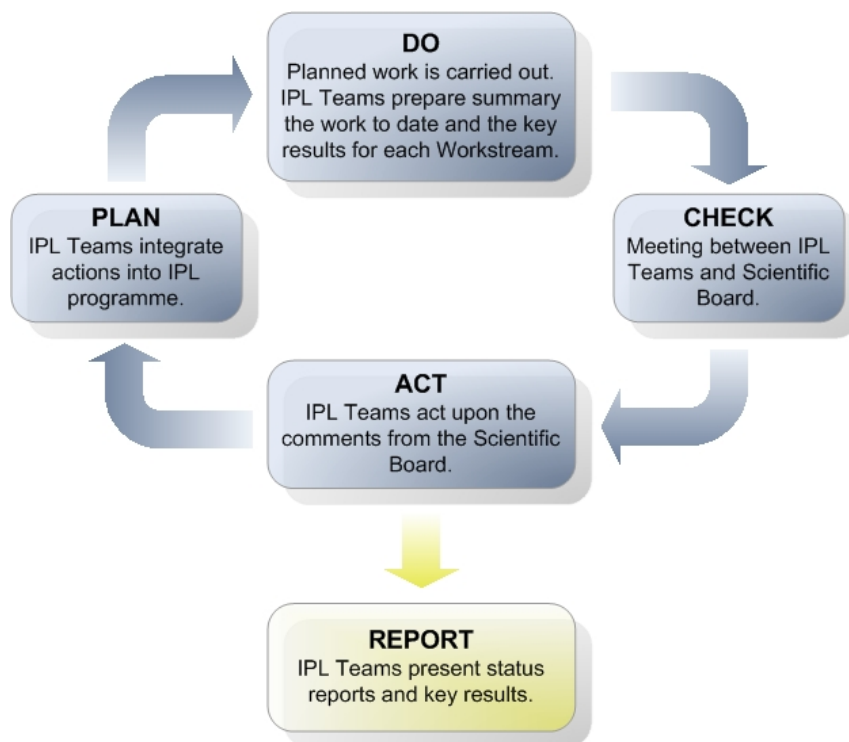 DO
Planned work is carried out.
IPL Teams prepare summary
the work to date and the key
results for each Workstream.
PLAN
IPL Teams integrate
actions into IPL
programme.
CHECK
Meeting between IPL
Teams and Scientific
Board.
ACT
IPL Teams act upon the
comments from the Scientific
Board.
REPORT
IPL Teams present status
reports and key results.